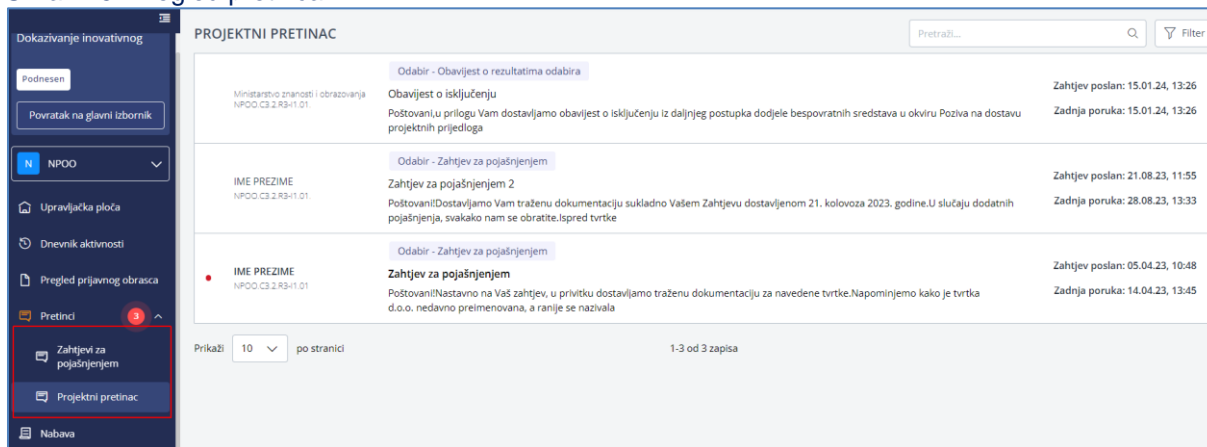 Dokazivanje inovativnog
Podnesen
Povratak na glavni izbornik
N NPOO
Upravljačka ploča
Dnevnik aktivnosti
Pregled prijavnog obrasca
Pretinci 3
Zahtjevi za
pojašnjenjem
Projektni pretinac
Nabava
PROJEKTNI PRETINAC
Pretraži...
Filter
Ministarstvo znanosti i obrazovanja
NPOO.C3.2.R3-I1.01.
Odabir - Obavijest o rezultatima odabira
Obavijest o isključenju
Poštovani,u prilogu Vam dostavljamo obavijest o isključenju iz daljnjeg postupka dodjele bespovratnih sredstava u okviru Poziva na dostavu
projektnih prijedloga
Zahtjev poslan: 15.01.24, 13:26
Zadnja poruka: 15.01.24, 13:26
IME PREZIME
NPOO.C3.2.R3-I1.01.
Odabir - Zahtjev za pojašnjenjem
Zahtjev za pojašnjenjem 2
Poštovani!Dostavljamo Vam traženu dokumentaciju sukladno Vašem Zahtjevu dostavljenom 21. kolovoza 2023. godine.U slučaju dodatnih
pojašnjenja, svakako nam se obratite.Ispred tvrtke
Zahtjev poslan: 21.08.23, 11:55
Zadnja poruka: 28.08.23, 13:33
IME PREZIME
NPOO.C3.2.R3-I1.01
Odabir - Zahtjev za pojašnjenjem
Zahtjev za pojašnjenjem
Poštovani!Nastavno na Vaš zahtjev, u privitku dostavljamo traženu dokumentaciju za navedene tvrtke.Napominjemo kako je tvrtka
d.o.o. nedavno preimenovana, a ranije se nazivala
Zahtjev poslan: 05.04.23, 10:48
Zadnja poruka: 14.04.23, 13:45
Prikaži 10 po stranici
1-3 od 3 zapisa